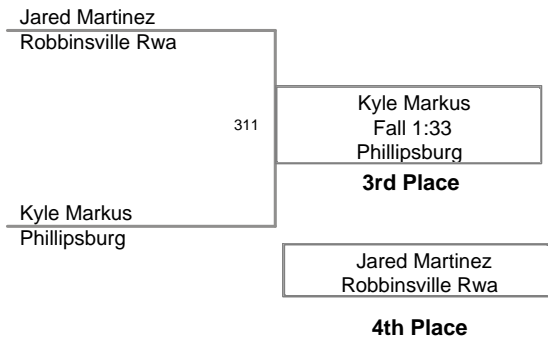 Jared Martinez
Robbinsville Rwa
311
Kyle Markus
Fall 1:33
Phillipsburg
3rd Place
Kyle Markus
Phillipsburg
Jared Martinez
Robbinsville Rwa
4th Place